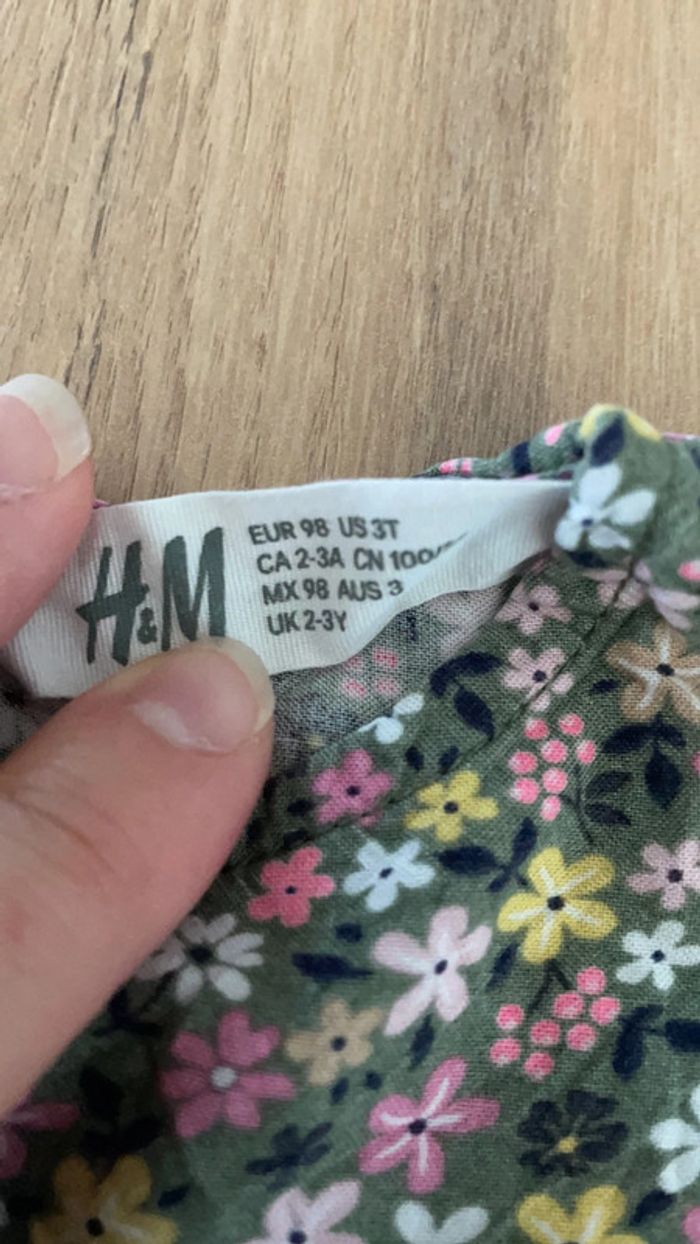 H&M
EUR 98 US 3T
CA 2-3A CN 100/
MX 98 AUS 3
UK 2-3Y